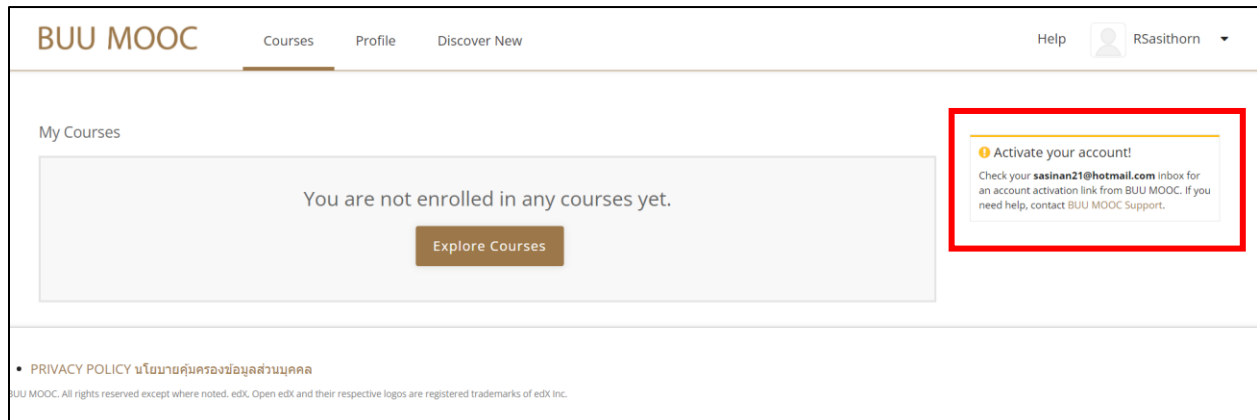 BUU MOOC Courses Profile Discover New Help RSasithorn
My Courses
You are not enrolled in any courses yet.
Explore Courses
Activate your account!
Check your sasinan21@hotmail.com inbox for
an account activation link from BUU MOOC. If you
need help, contact BUU MOOC Support.
• PRIVACY POLICY นโยบายคุ้มครองข้อมูลส่วนบุคคล
BUU MOOC. All rights reserved except where noted. edX, Open edX and their respective logos are registered trademarks of edX Inc.